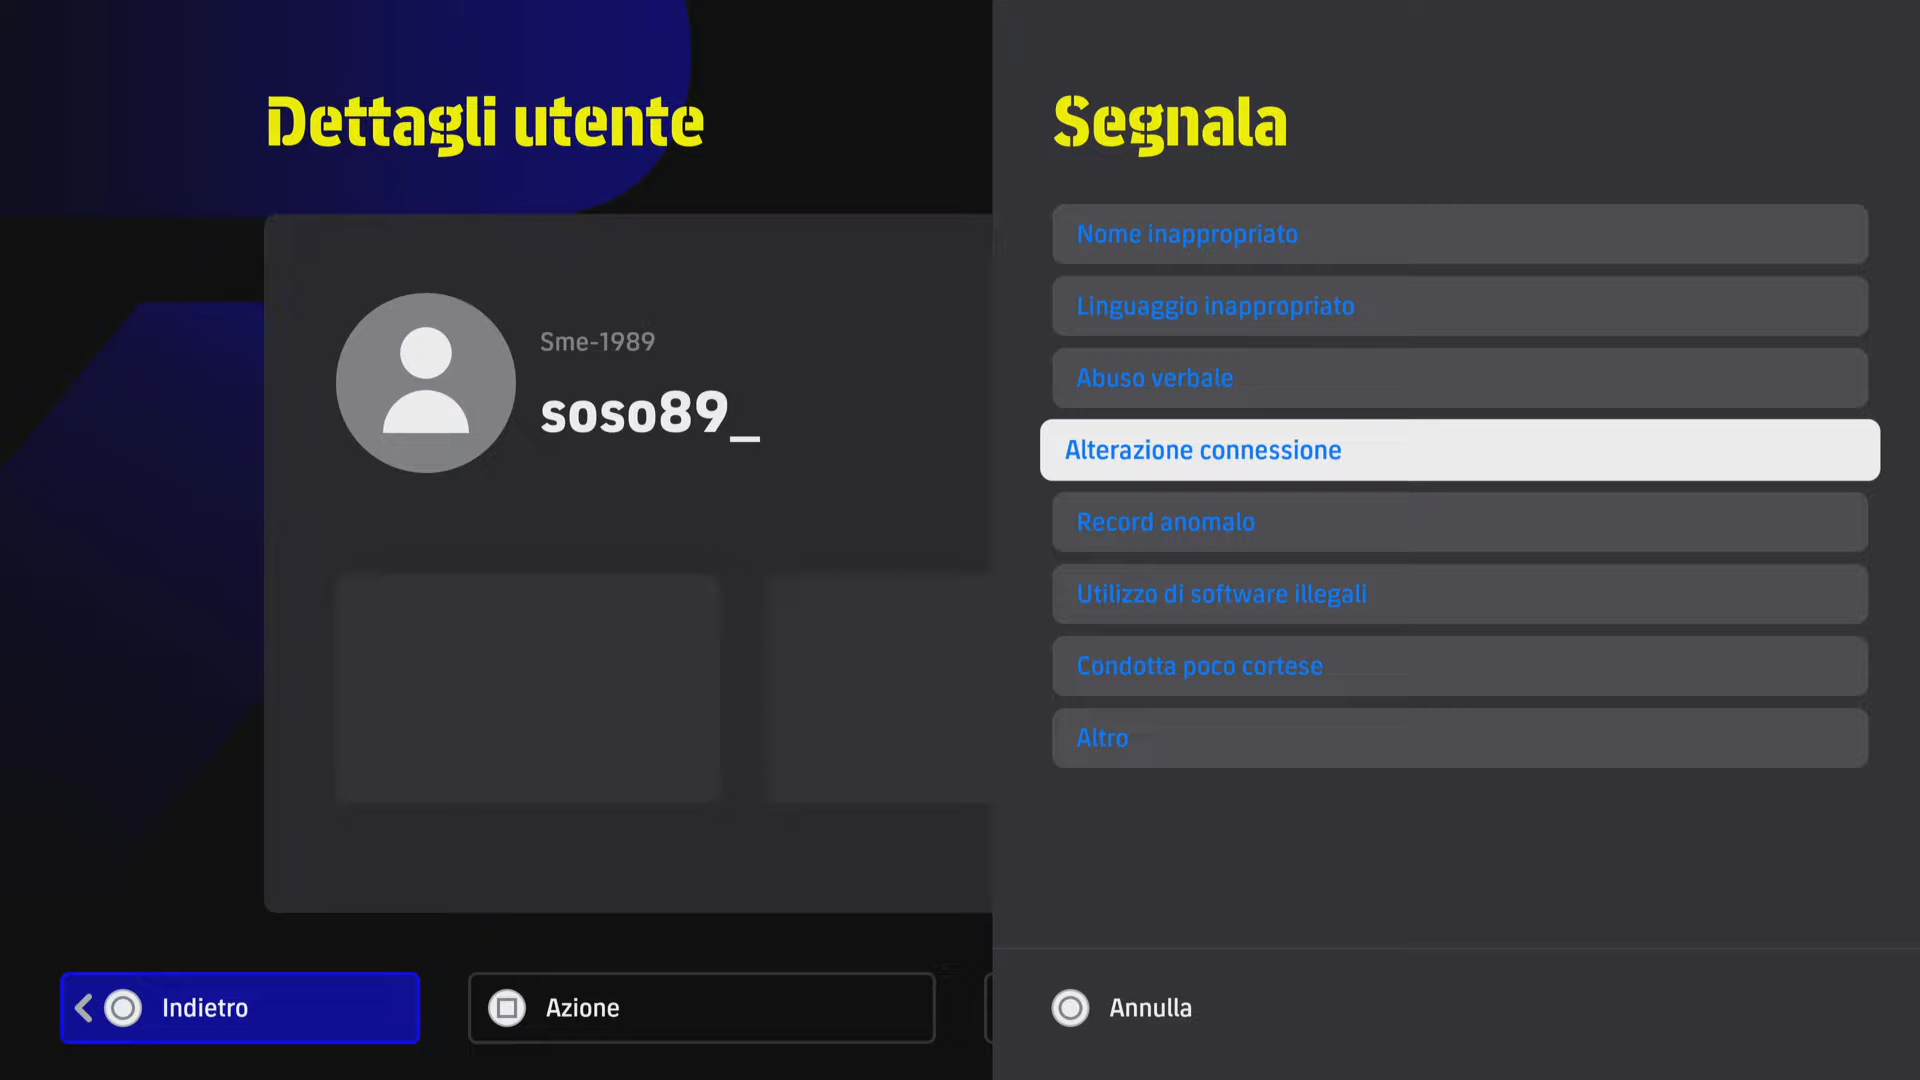 Dettagli utente
Sme-1989
soso89_
Indietro
Azione
Segnala
Nome inappropriato
Linguaggio inappropriato
Abuso verbale
Alterazione connessione
Record anomalo
Utilizzo di software illegali
Condotta poco cortese
Altro
Annulla